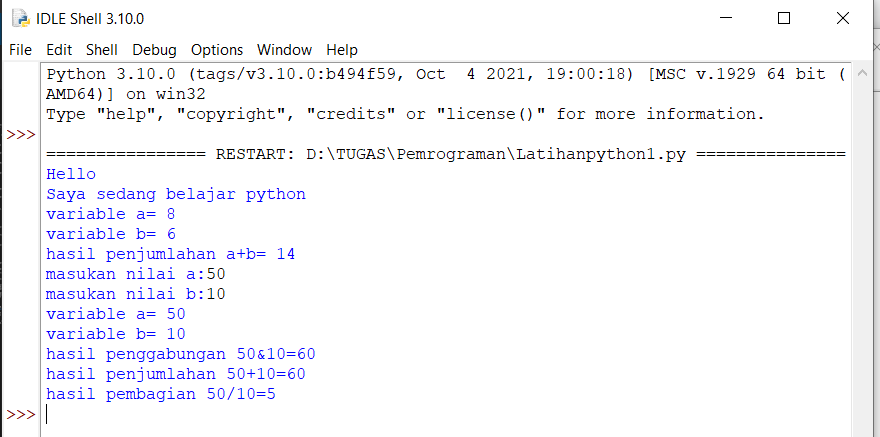 IDLE Shell 3.10.0
File Edit Shell Debug Options Window Help
Python 3.10.0 (tags/v3.10.0:b494f59, Oct  4 2021, 19:00:18) [MSC v.1929 64 bit (
AMD64)] on win32
Type "help", "copyright", "credits" or "license()" for more information.
>>>
================ RESTART: D:\TUGAS\Pemrograman\Latihanpython1.py ===============
Hello
Saya sedang belajar python
variable a= 8
variable b= 6
hasil penjumlahan a+b= 14
masukan nilai a:50
masukan nilai b:10
variable a= 50
variable b= 10
hasil penggabungan 50&10=60
hasil penjumlahan 50+10=60
hasil pembagian 50/10=5
>>>